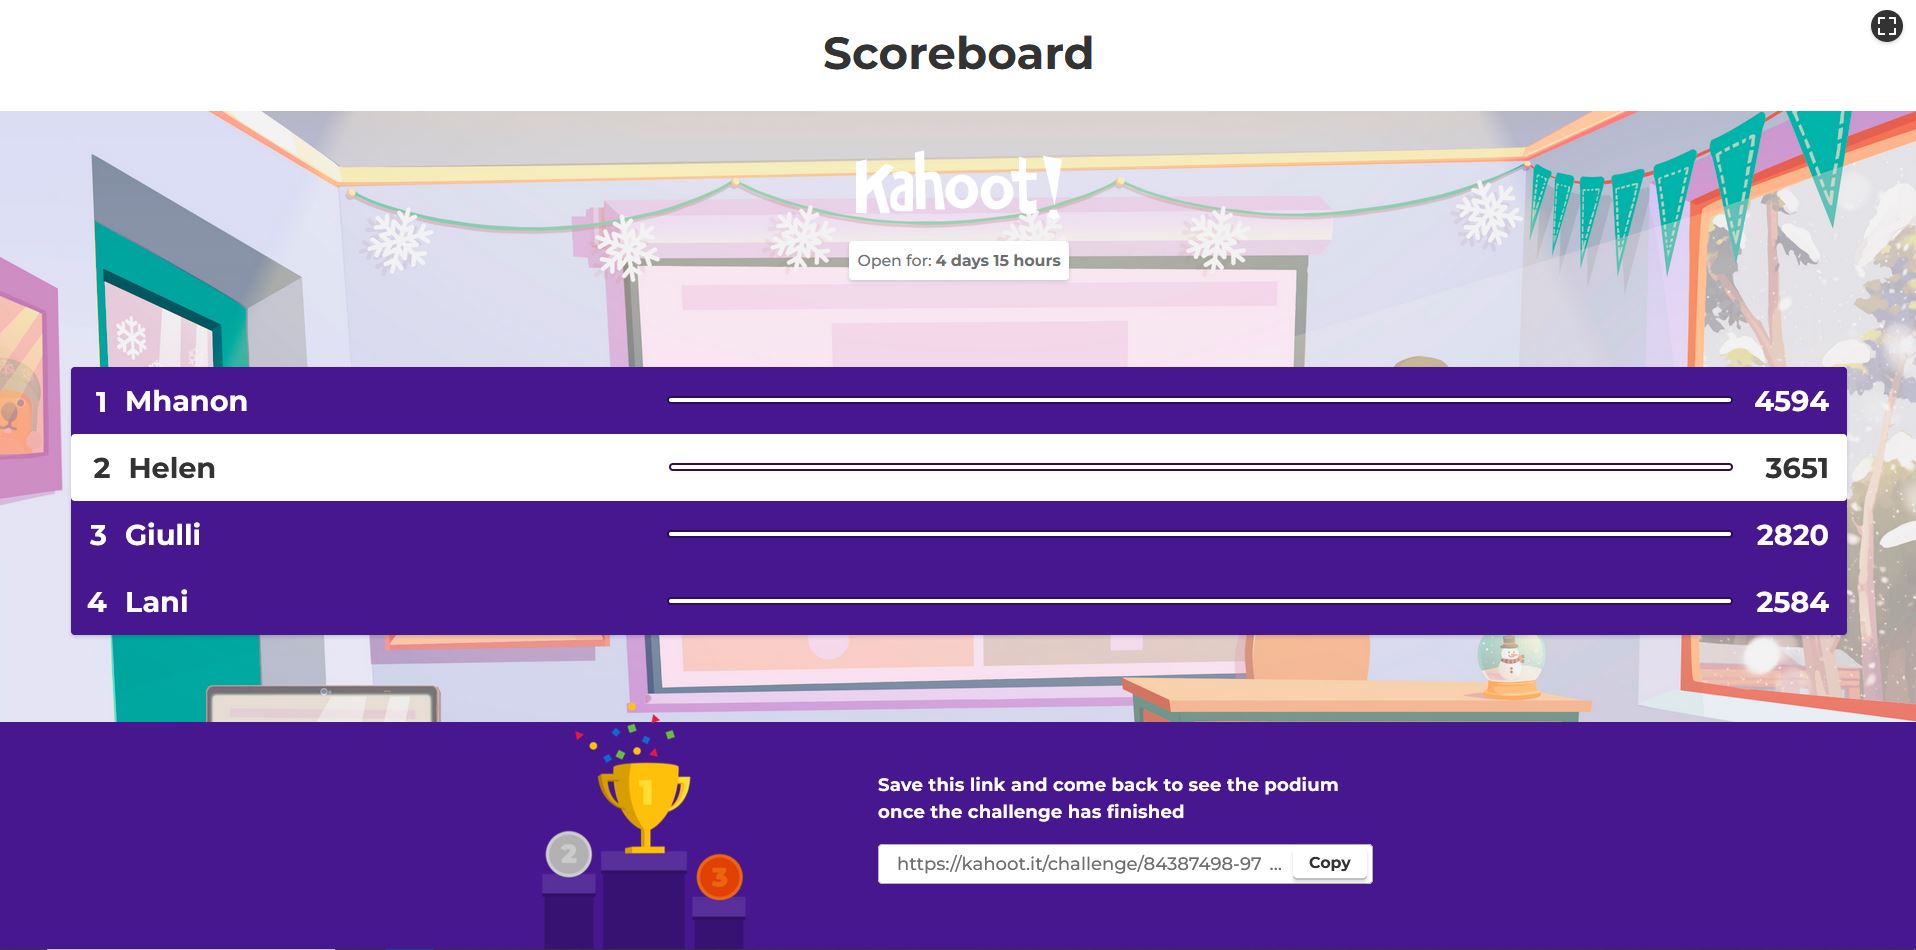 Scoreboard
Kahoot!
Open for: 4 days 15 hours
1 Mhanon 4594
2 Helen 3651
3 Giulli 2820
4 Lani 2584
1
2
3
Save this link and come back to see the podium
once the challenge has finished
https://kahoot.it/challenge/84387498-97 ... Copy